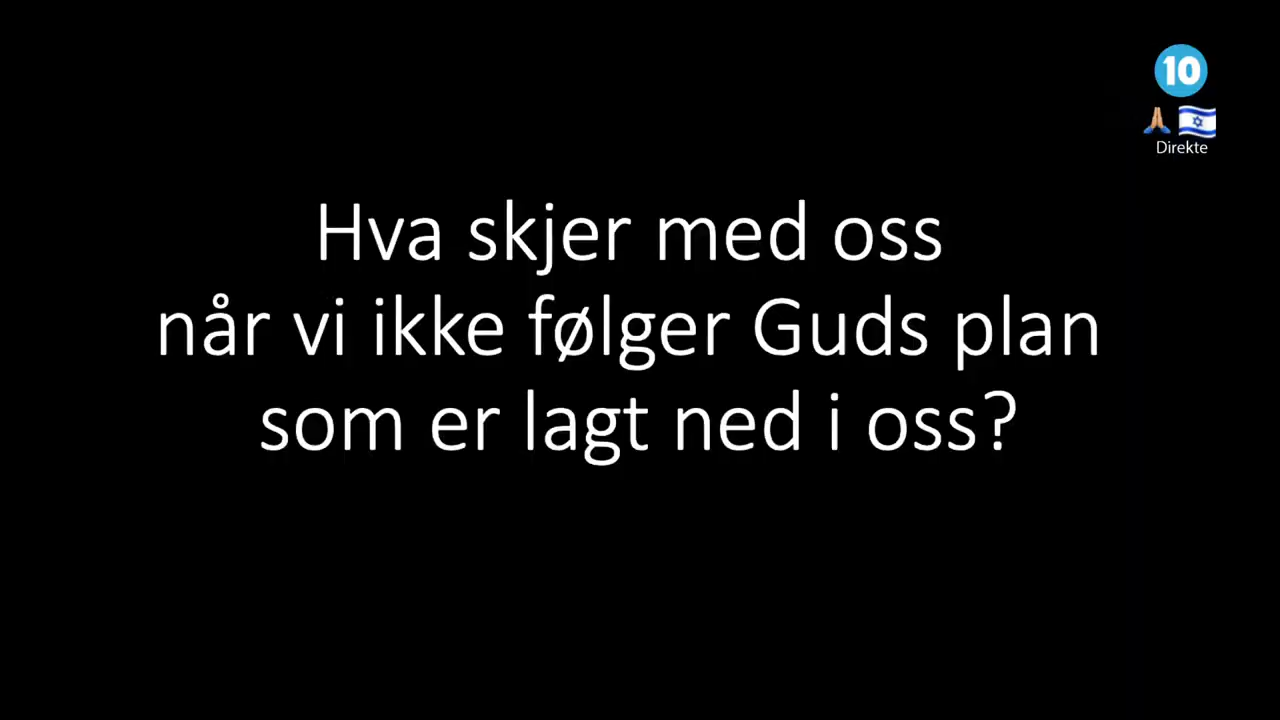 10
Direkte
Hva skjer med oss
når vi ikke følger Guds plan
som er lagt ned i oss?